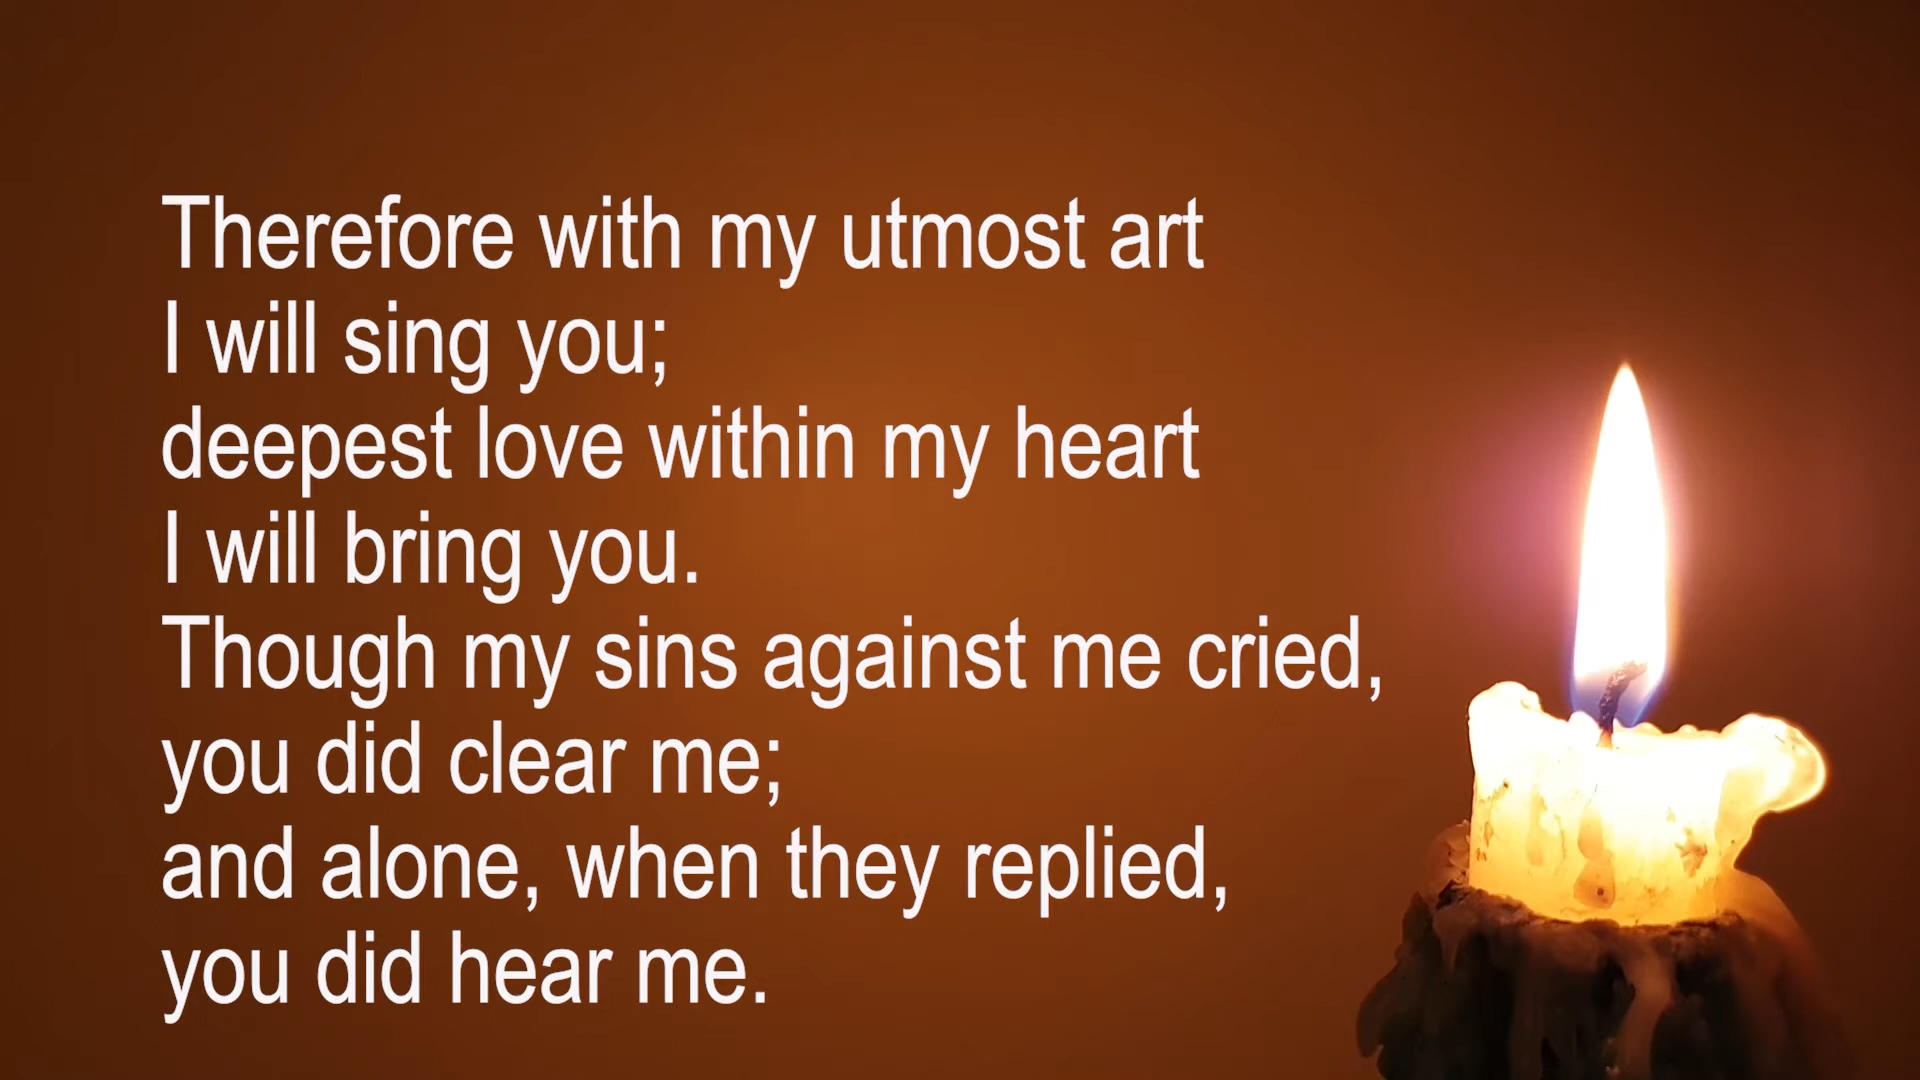 Therefore with my utmost art
I will sing you;
deepest love within my heart
I will bring you.
Though my sins against me cried,
you did clear me;
and alone, when they replied,
you did hear me.